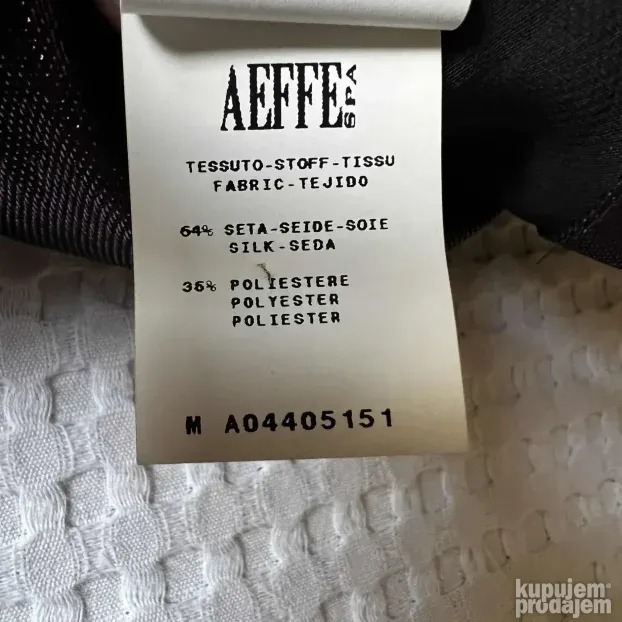 AEFFE SPA
TESSUTO-STOFF-TISSU
FABRIC-TEJIDO
64% SETA-SEIDE-SOIE
SILK-SEDA
36% POLIESTERE
POLYESTER
POLIESTER
M A04405151
kupujem
prodajem